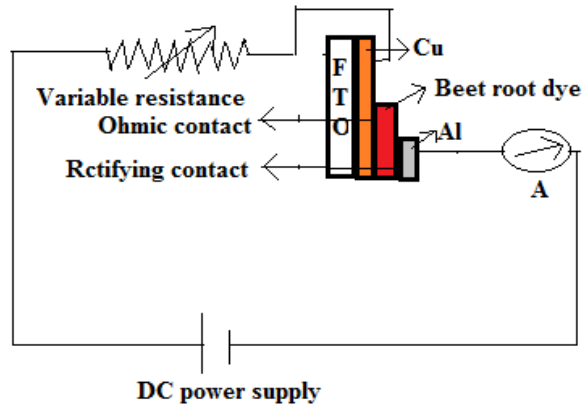 Cu
F
T
O
Beet root dye
Variable resistance
Ohmic contact
Al
Rctifying contact
A
DC power supply